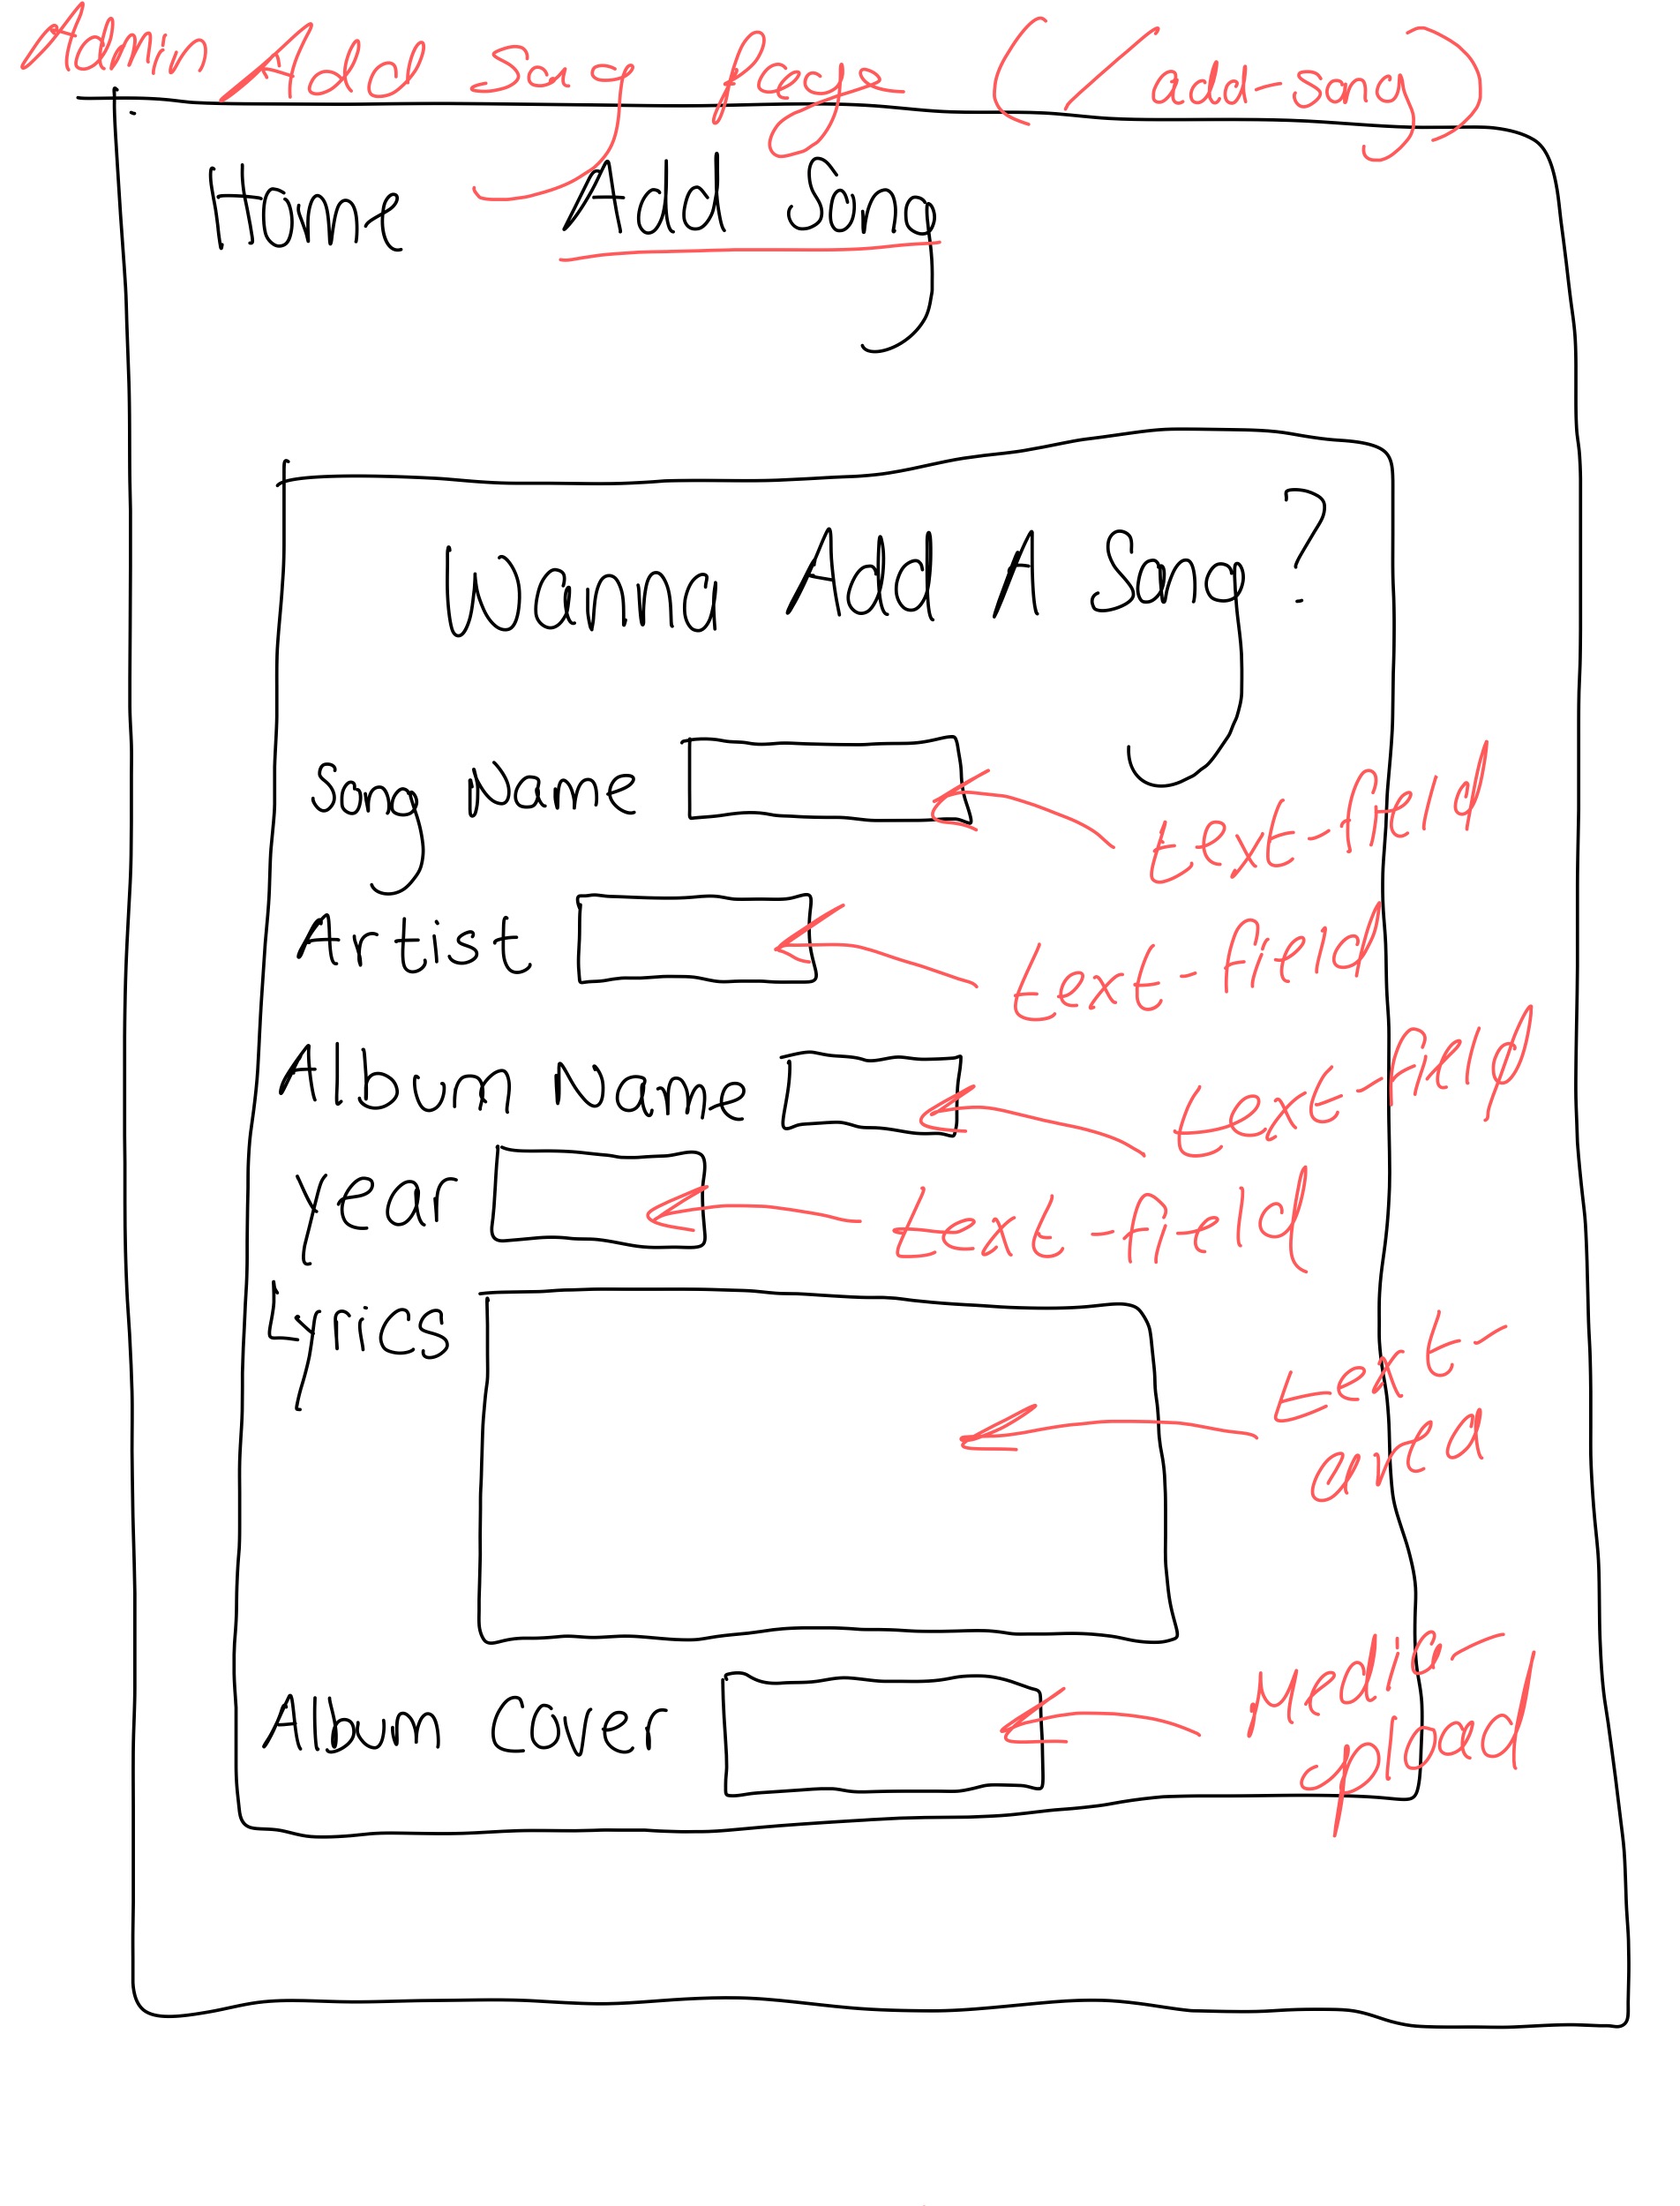 Admin Add Song Page (/add-song)
Home Add Song
Wanna Add A Song?
Song Name
text-field
Artist
text-field
Album Name
text-field
Year
text-field
Lyrics
text-
area
Album Cover
Media-
pload